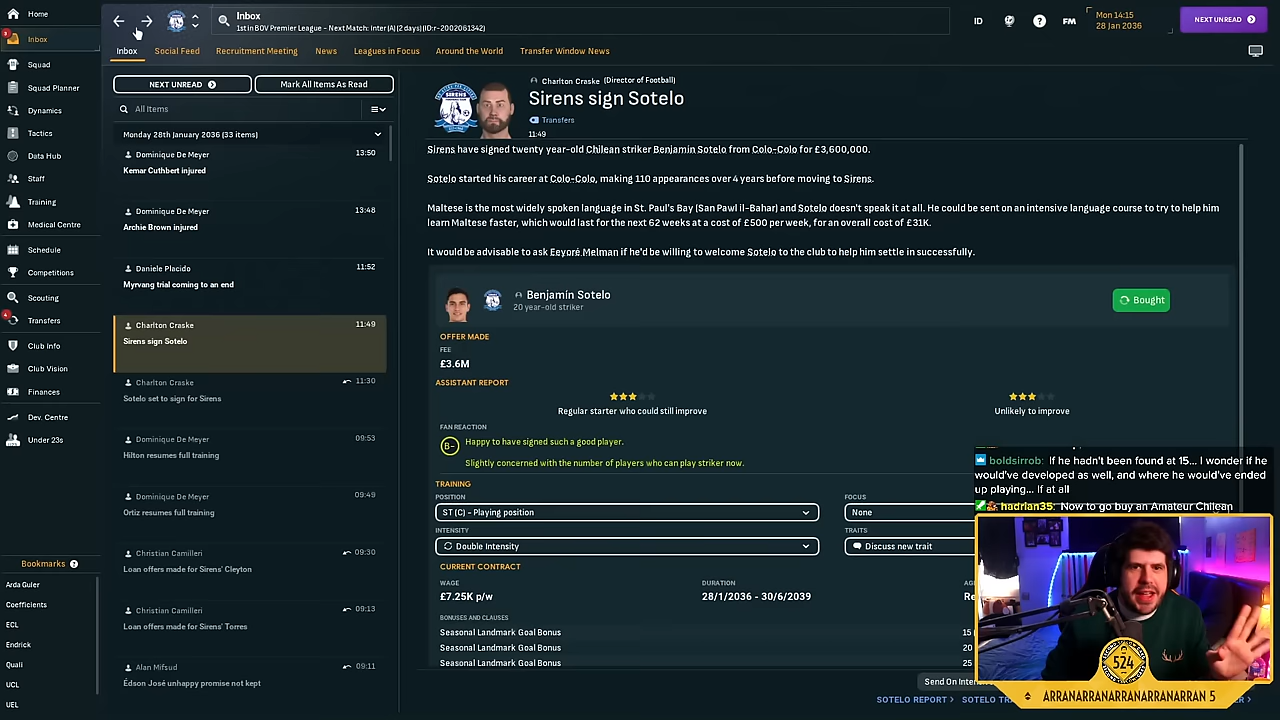 Home
Inbox
Squad
Squad Planner
Dynamics
Tactics
Data Hub
Staff
Training
Medical Centre
Schedule
Competitions
Scouting
Transfers
Club Info
Club Vision
Finances
Dev. Centre
Under 23s
Bookmarks
Arda Guler
Coefficients
ECL
Endrick
Quali
UCL
UEL
Inbox
1st in BOV Premier League - Next Match: Inter (A) (2 days) (ID:r-2002061342)
ID
FM
Mon 14:15
28 Jan 2036
NEXT UNREAD
Inbox
Social Feed
Recruitment Meeting
News
Leagues in Focus
Around the World
Transfer Window News
NEXT UNREAD
Mark All Items As Read
All Items
Monday 28th January 2036 (33 items)
Dominique De Meyer 13:50
Kemar Cuthbert injured
Dominique De Meyer 13:48
Archie Brown injured
Daniele Placido 11:52
Myrvang trial coming to an end
Charlton Craske 11:49
Sirens sign Sotelo
Charlton Craske 11:30
Sotelo set to sign for Sirens
Dominique De Meyer 09:53
Hilton resumes full training
Dominique De Meyer 09:49
Ortiz resumes full training
Christian Camilleri 09:30
Loan offers made for Sirens' Cleyton
Christian Camilleri 09:13
Loan offers made for Sirens' Torres
Alan Mifsud 09:11
Édson José unhappy promise not kept
SIRENS
Charlton Craske (Director of Football)
Sirens sign Sotelo
Transfers
11:49
Sirens have signed twenty year-old Chilean striker Benjamín Sotelo from Colo-Colo for £3,600,000.
Sotelo started his career at Colo-Colo, making 110 appearances over 4 years before moving to Sirens.
Maltese is the most widely spoken language in St. Paul's Bay (San Pawl il-Bahar) and Sotelo doesn't speak it at all. He could be sent on an intensive language course to try to help him
learn Maltese faster, which would last for the next 62 weeks at a cost of £500 per week, for an overall cost of £31K.
It would be advisable to ask Eeyoré Melman if he'd be willing to welcome Sotelo to the club to help him settle in successfully.
Benjamín Sotelo
20 year-old striker
Bought
OFFER MADE
FEE
£3.6M
ASSISTANT REPORT
Regular starter who could still improve
Unlikely to improve
FAN REACTION
B-
Happy to have signed such a good player.
Slightly concerned with the number of players who can play striker now.
TRAINING
POSITION
ST (C) - Playing position
FOCUS
None
INTENSITY
Double Intensity
TRAITS
Discuss new trait
CURRENT CONTRACT
WAGE
£7.25K p/w
DURATION
28/1/2036 - 30/6/2039
BONUSES AND CLAUSES
Seasonal Landmark Goal Bonus 15
Seasonal Landmark Goal Bonus 20
Seasonal Landmark Goal Bonus 25
Send On
SOTELO REPORT
SOTELO
boldsirrob: If he hadn't been found at 15... I wonder if
he would've developed as well, and where he would've ended
up playing... If at all
hadrian35: Now to go buy an Amateur Chilean
524
ARRANARRANARRANARRANARRAN 5